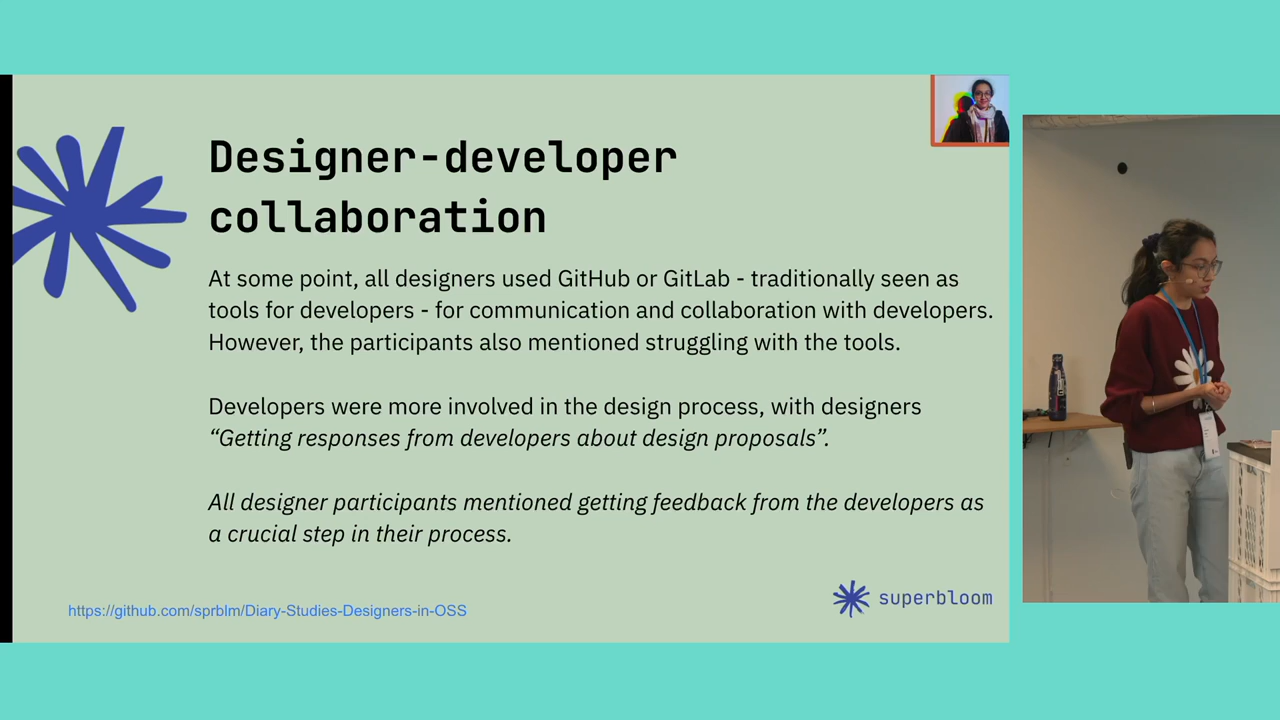 Designer-developer
collaboration
At some point, all designers used GitHub or GitLab - traditionally seen as
tools for developers - for communication and collaboration with developers.
However, the participants also mentioned struggling with the tools.
Developers were more involved in the design process, with designers
“Getting responses from developers about design proposals”.
All designer participants mentioned getting feedback from the developers as
a crucial step in their process.
https://github.com/sprblm/Diary-Studies-Designers-in-OSS
superbloom